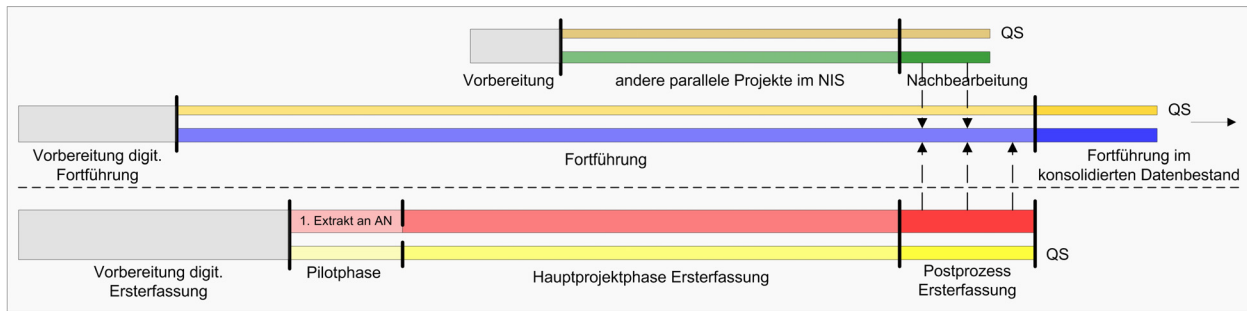 QS
Vorbereitung
andere parallele Projekte im NIS
Nachbearbeitung
QS
Vorbereitung digit.
Fortführung
Fortführung
Fortführung im
konsolidierten Datenbestand
1. Extrakt an AN
QS
Vorbereitung digit.
Ersterfassung
Pilotphase
Hauptprojektphase Ersterfassung
Postprozess
Ersterfassung